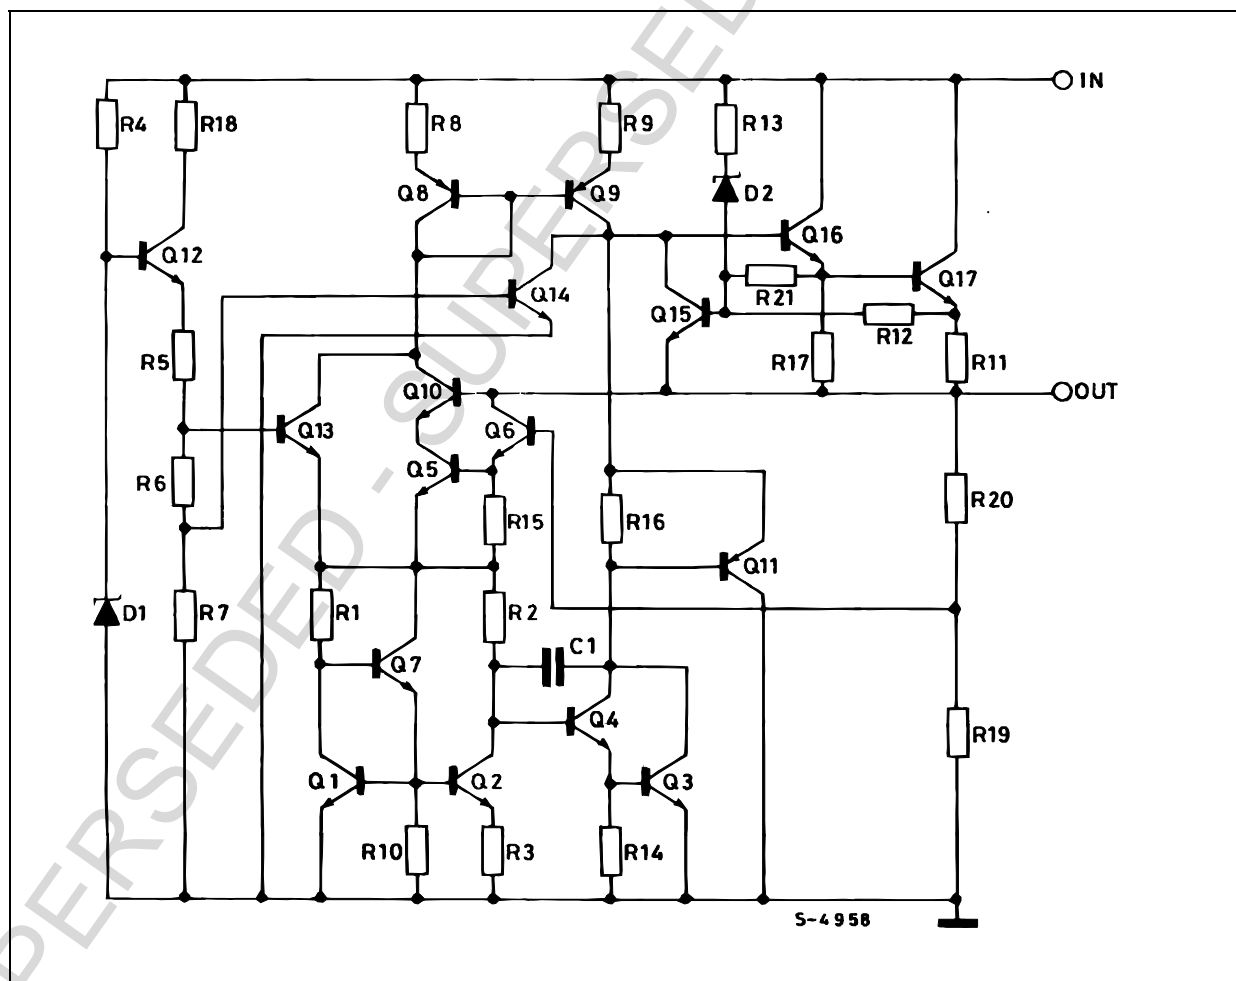 IN
R4
R18
R8
R9
R13
Q8
Q9
D2
Q12
Q16
Q17
Q14
R21
Q15
R12
R5
R17
R11
Q10
OUT
Q13
Q6
R6
Q5
R20
R15
R16
Q11
D1
R7
R1
R2
C1
Q7
Q4
R19
Q1
Q2
Q3
R10
R3
R14
S-4958
PERSEDED - SUPERSED